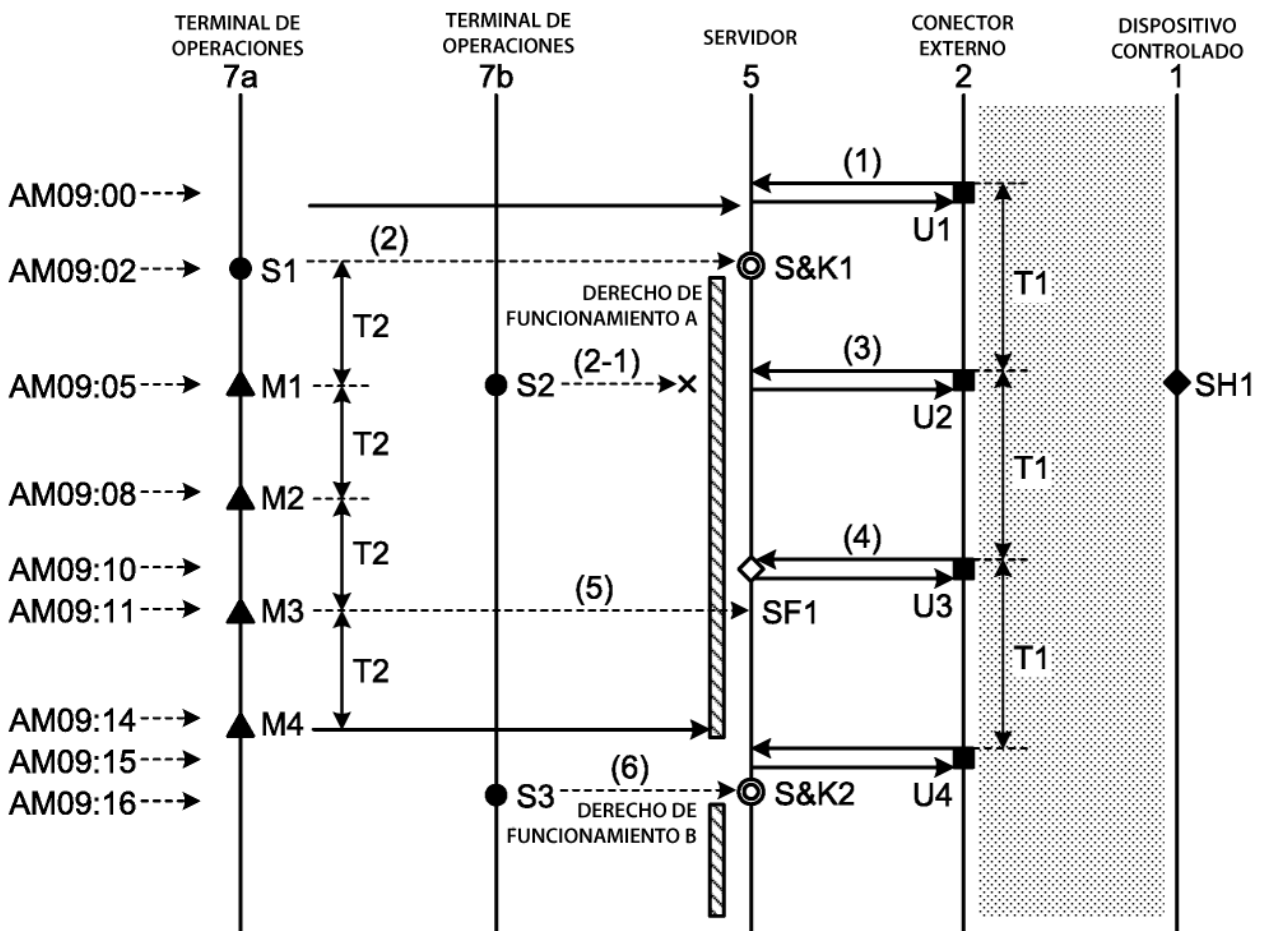 TERMINAL DE
OPERACIONES
7a
TERMINAL DE
OPERACIONES
7b
SERVIDOR
5
CONECTOR
EXTERNO
2
DISPOSITIVO
CONTROLADO
1
AM09:00
(1)
U1
AM09:02
S1
(2)
S&K1
T1
DERECHO DE
FUNCIONAMIENTO A
T2
AM09:05
M1
S2
(2-1)
(3)
U2
SH1
T2
T1
AM09:08
M2
T2
AM09:10
(4)
U3
AM09:11
M3
(5)
SF1
T2
T1
AM09:14
M4
AM09:15
U4
AM09:16
S3
(6)
S&K2
DERECHO DE
FUNCIONAMIENTO B